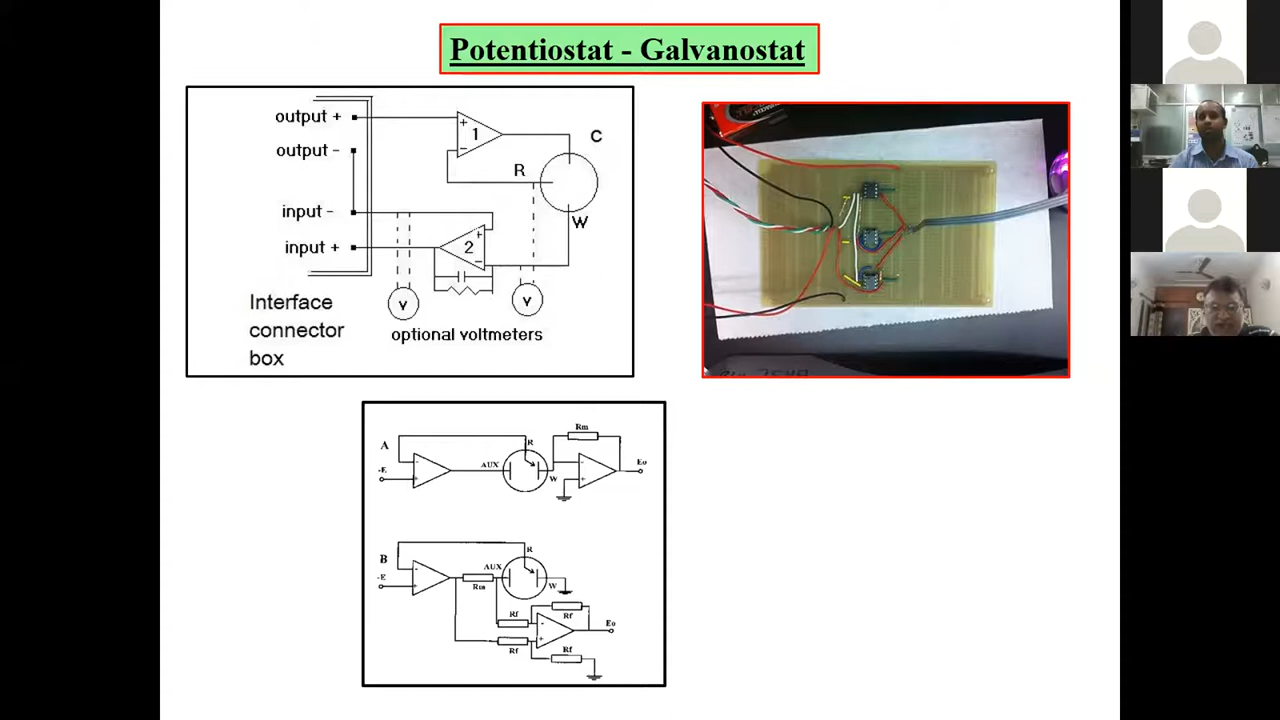 Potentiostat - Galvanostat
output +
output -
input -
input +
Interface
connector
box
+
1
-
C
R
W
+
2
-
v
v
optional voltmeters
A
-E
-
+
AUX
R
W
Rm
-
+
Eo
B
-E
-
+
AUX
R
W
Rm
Rf
Rf
Rf
Rf
-
+
Eo